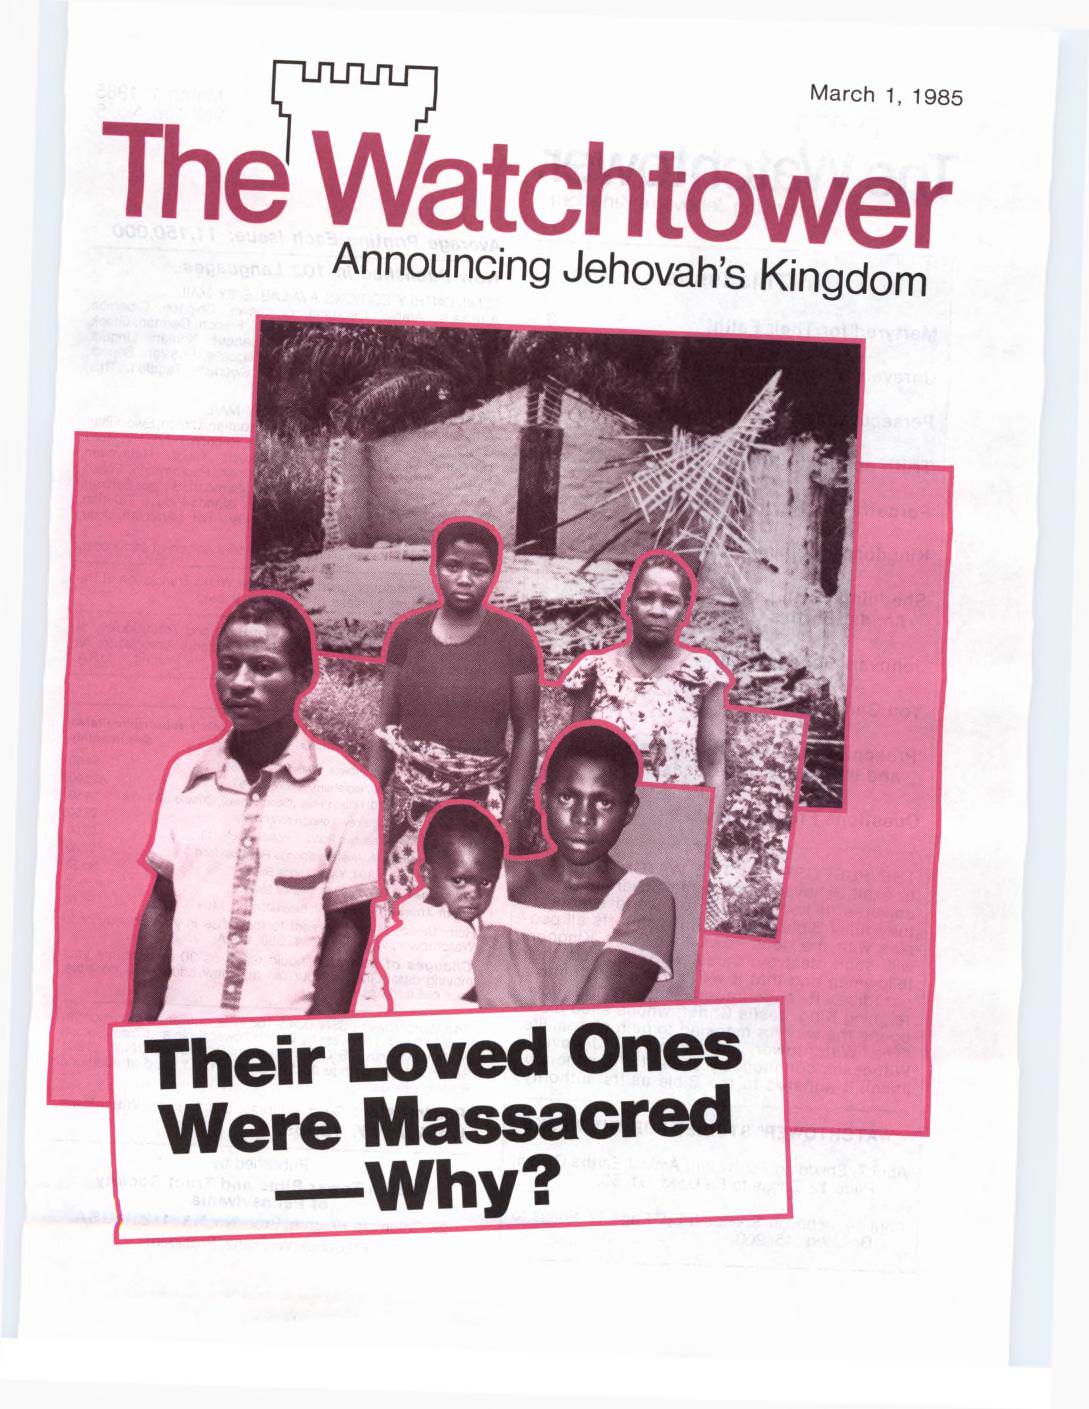 March 1, 1985
The Watchtower
Announcing Jehovah's Kingdom
Their Loved Ones
Were Massacred
—Why?